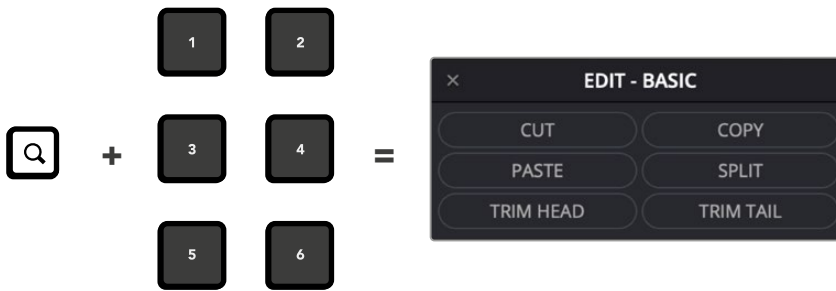 1 2
+ 3 4 =
5 6
× EDIT - BASIC
CUT COPY
PASTE SPLIT
TRIM HEAD TRIM TAIL